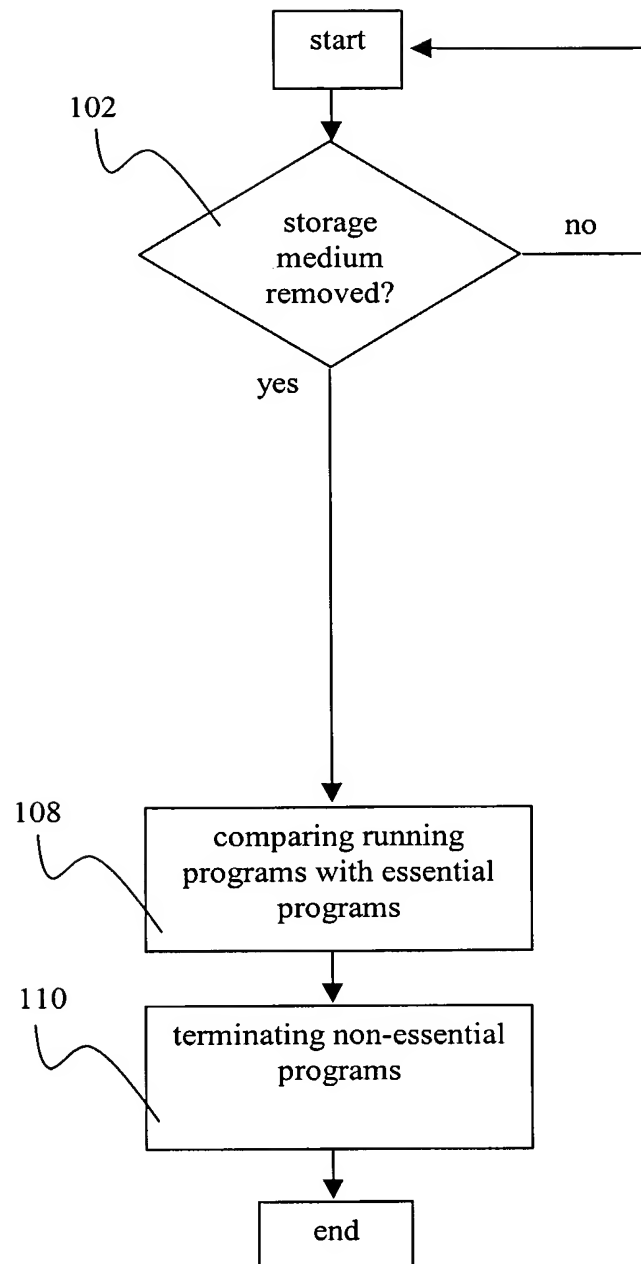 start
102
storage
medium
removed?
no
yes
108
comparing running
programs with essential
programs
110
terminating non-essential
programs
end